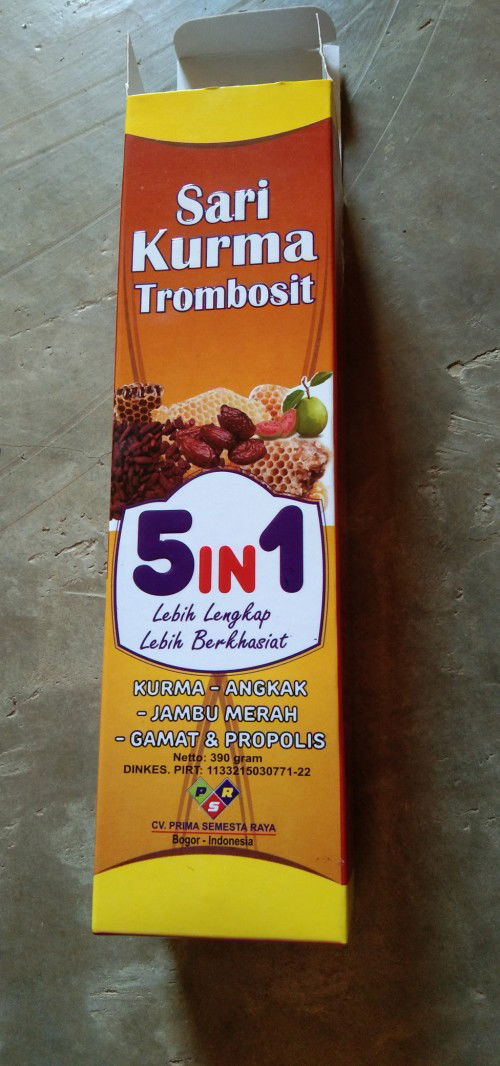 Sari
Kurma
Trombosit
5IN1
Lebih Lengkap
Lebih Berkhasiat
KURMA - ANGKAK
- JAMBU MERAH
- GAMAT & PROPOLIS
Netto: 390 gram
DINKES. PIRT: 1133215030771-22
P R
S
CV. PRIMA SEMESTA RAYA
Bogor - Indonesia